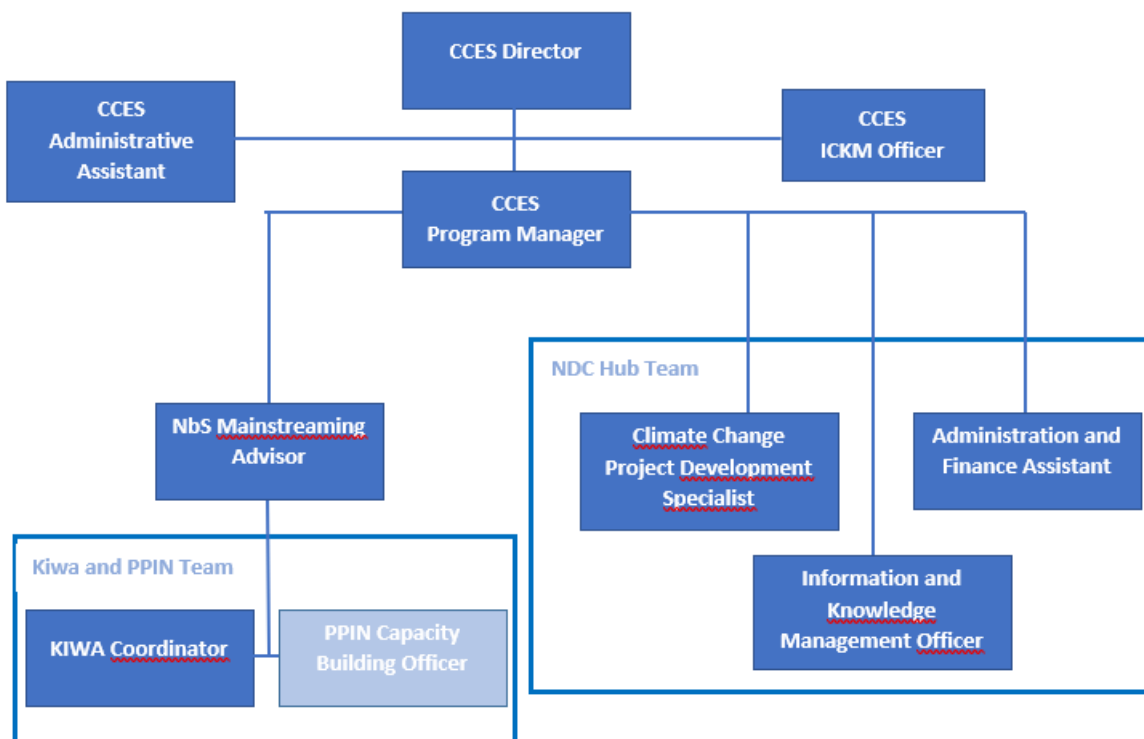 CCES Director
CCES
Administrative
Assistant
CCES
ICKM Officer
CCES
Program Manager
NDC Hub Team
NbS Mainstreaming
Advisor
Climate Change
Project Development
Specialist
Administration and
Finance Assistant
Kiwa and PPIN Team
Information and
Knowledge
Management Officer
KIWA Coordinator
PPIN Capacity
Building Officer